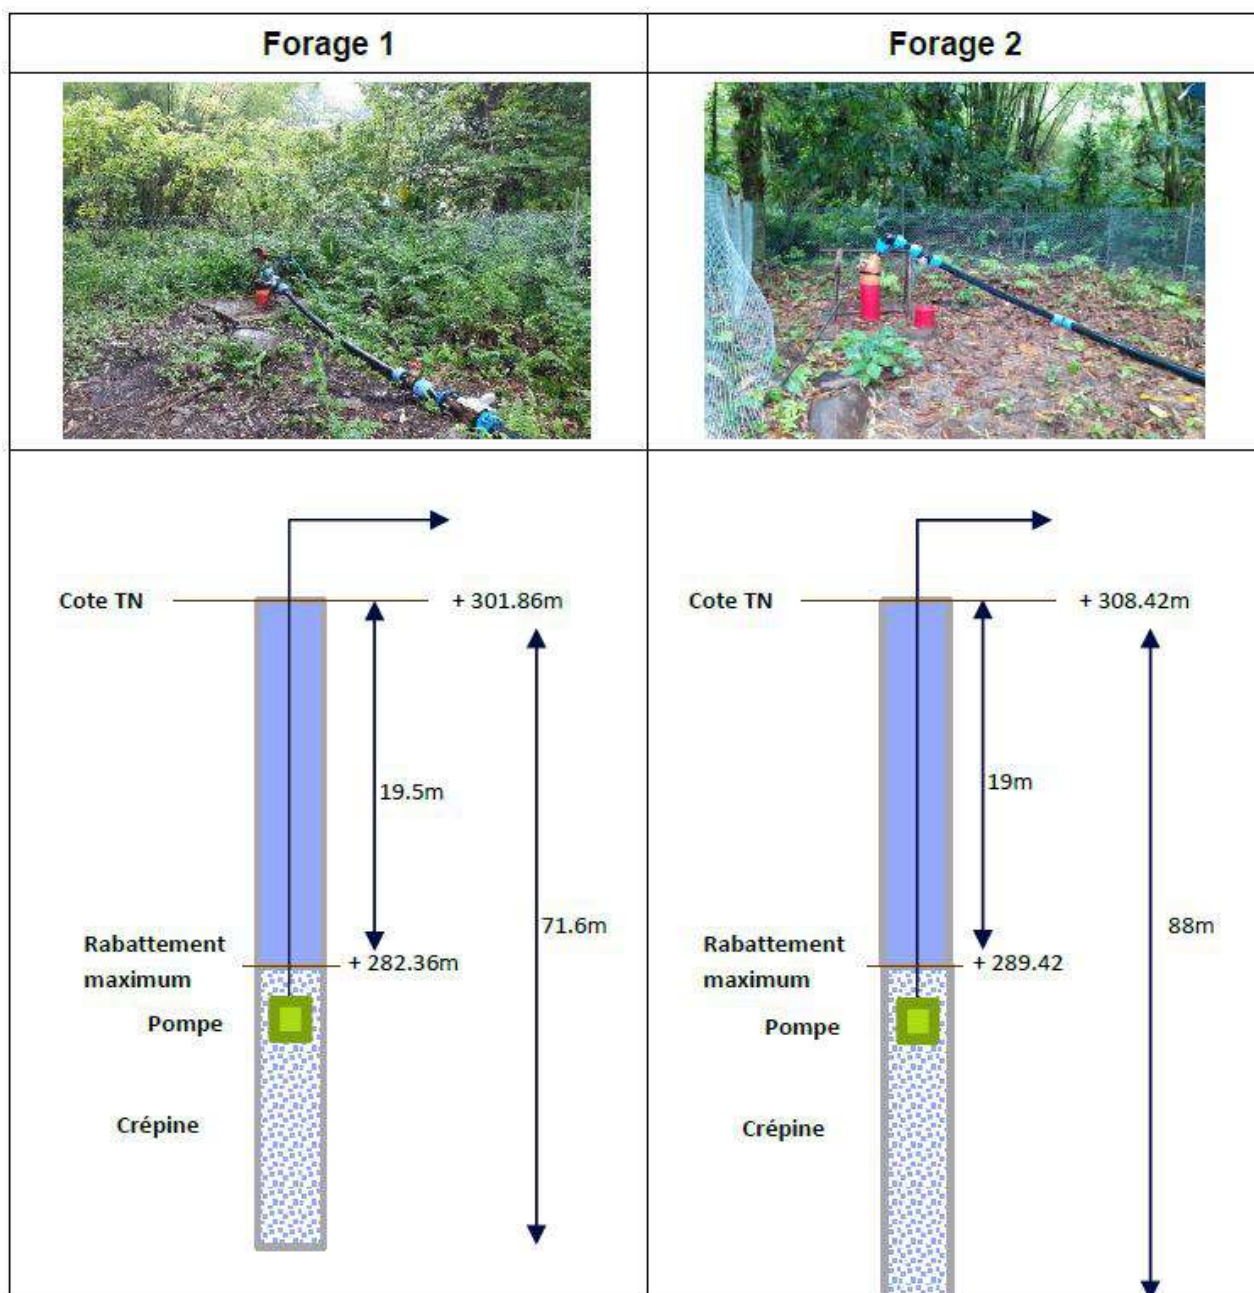 Forage 1
Forage 2
Cote TN
+ 301.86m
19.5m
71.6m
Rabattement
maximum
+ 282.36m
Pompe
Crépine
Cote TN
+ 308.42m
19m
88m
Rabattement
maximum
+ 289.42
Pompe
Crépine